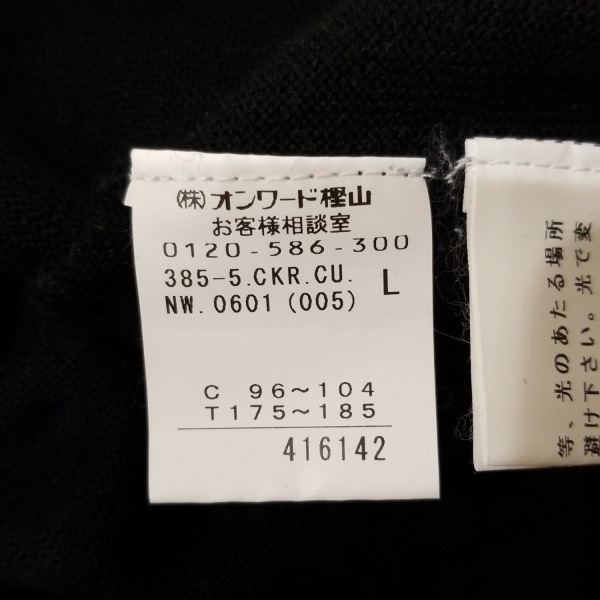 ㈱オンワード樫山
お客様相談室
0120-586-300
385-5.CKR.CU.
NW.0601(005) L
C 96～104
T175～185
416142
等、光のあたる場所
避け下さい。光で変